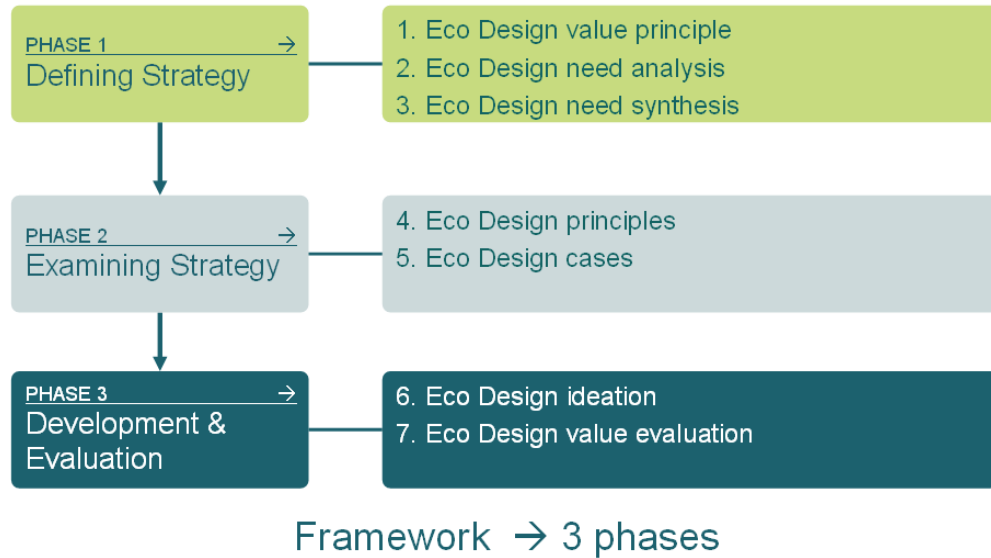 PHASE 1 →
Defining Strategy
1. Eco Design value principle
2. Eco Design need analysis
3. Eco Design need synthesis
PHASE 2 →
Examining Strategy
4. Eco Design principles
5. Eco Design cases
PHASE 3 →
Development &
Evaluation
6. Eco Design ideation
7. Eco Design value evaluation
Framework → 3 phases